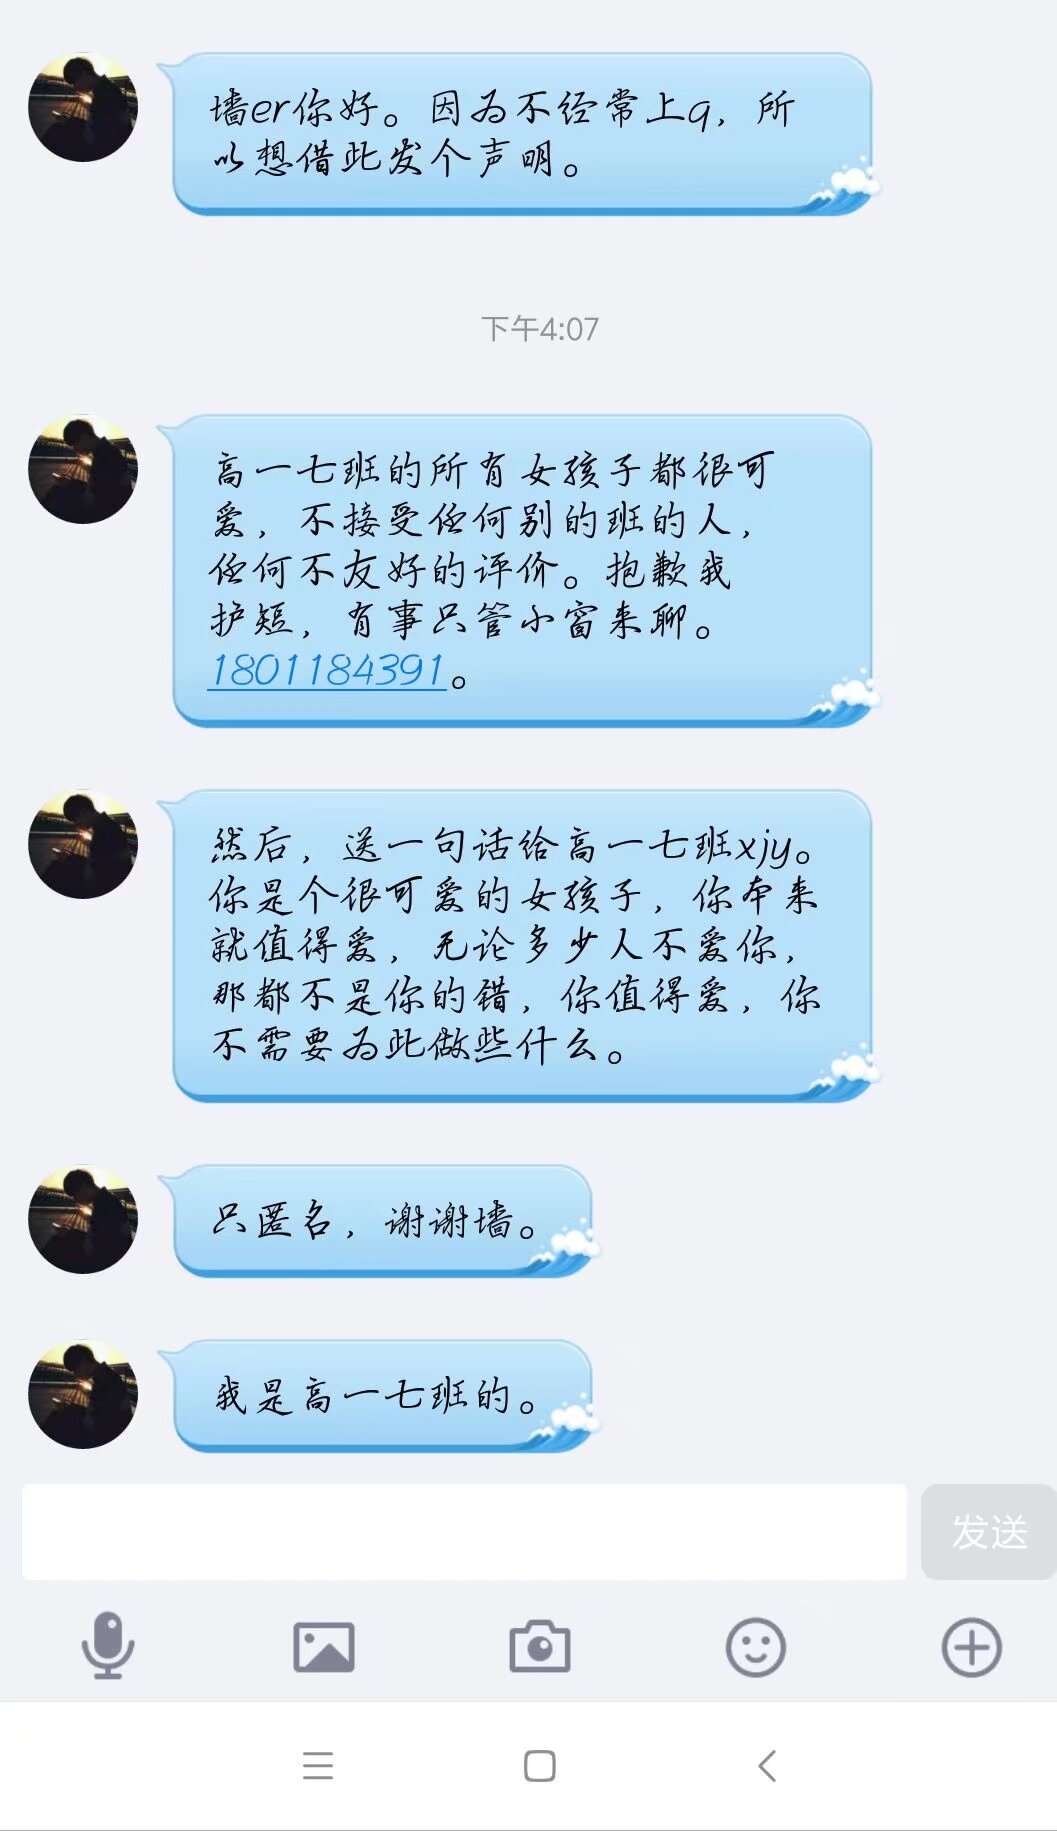 墙er你好。因为不经常上q，所
以想借此发个声明。
下午4:07
高一七班的所有女孩子都很可
爱，不接受任何别的班的人，
任何不友好的评价。抱歉我
护短，有事只管小窗来聊。
1801184391。
然后，送一句话给高一七班xjy。
你是个很可爱的女孩子，你本来
就值得爱，无论多少人不爱你，
那都不是你的错，你值得爱，你
不需要为此做些什么。
只匿名，谢谢墙。
我是高一七班的。
发送